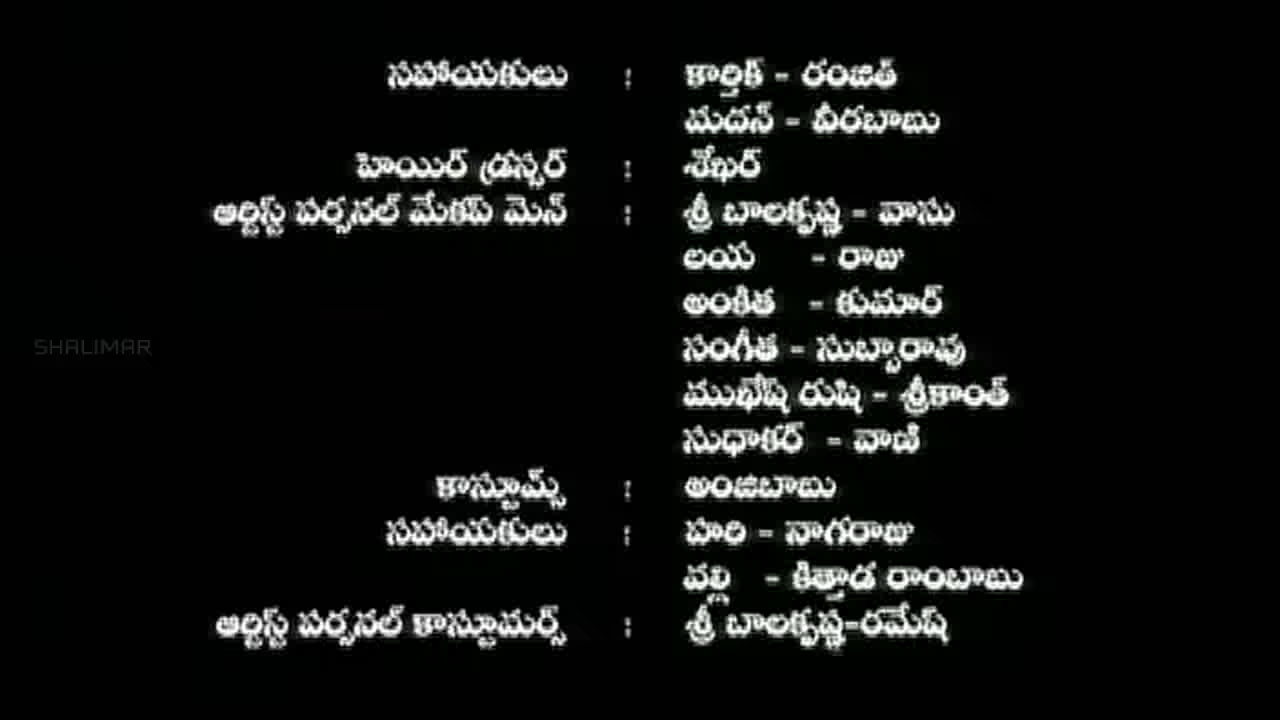 సహాయకులు : కార్తిక్ - రంజిత్
మదన్ - వీరబాబు
హెయిర్ డ్రస్సర్ : శేఖర్
ఆర్టిస్ట్ పర్సనల్ మేకప్ మెన్ : శ్రీ బాలకృష్ణ - వాసు
లయ - రాజు
అంకిత - కుమార్
SHALIMAR
సంగీత - సుబ్బారావు
ముఖేష్ రుషి - శ్రీకాంత్
సుధాకర్ - వాణి
కాస్టూమ్స్ : అంజిబాబు
సహాయకులు : హరి - నాగరాజు
వల్లి - కిత్తాడ రాంబాబు
ఆర్టిస్ట్ పర్సనల్ కాస్టూమర్స్ : శ్రీ బాలకృష్ణ-రమేష్